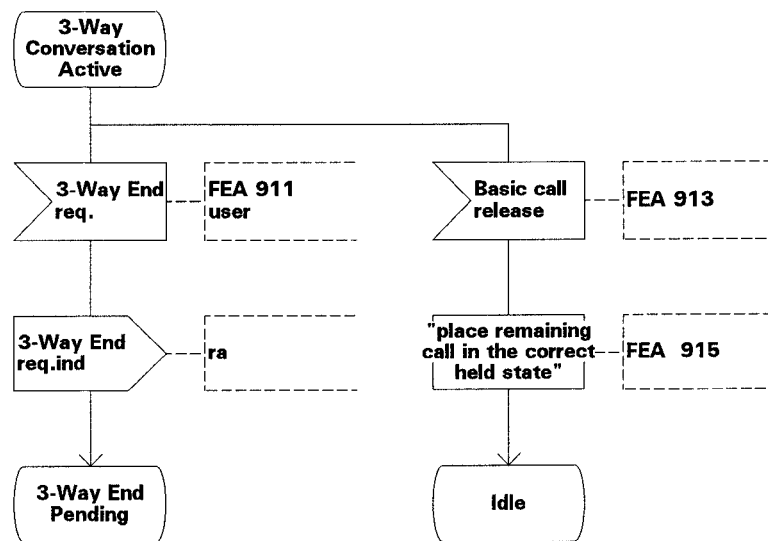 3-Way
Conversation
Active
3-Way End
req.
FEA 911
user
Basic call
release
FEA 913
3-Way End
req.ind
ra
"place remaining
call in the correct
held state"
FEA 915
3-Way End
Pending
Idle